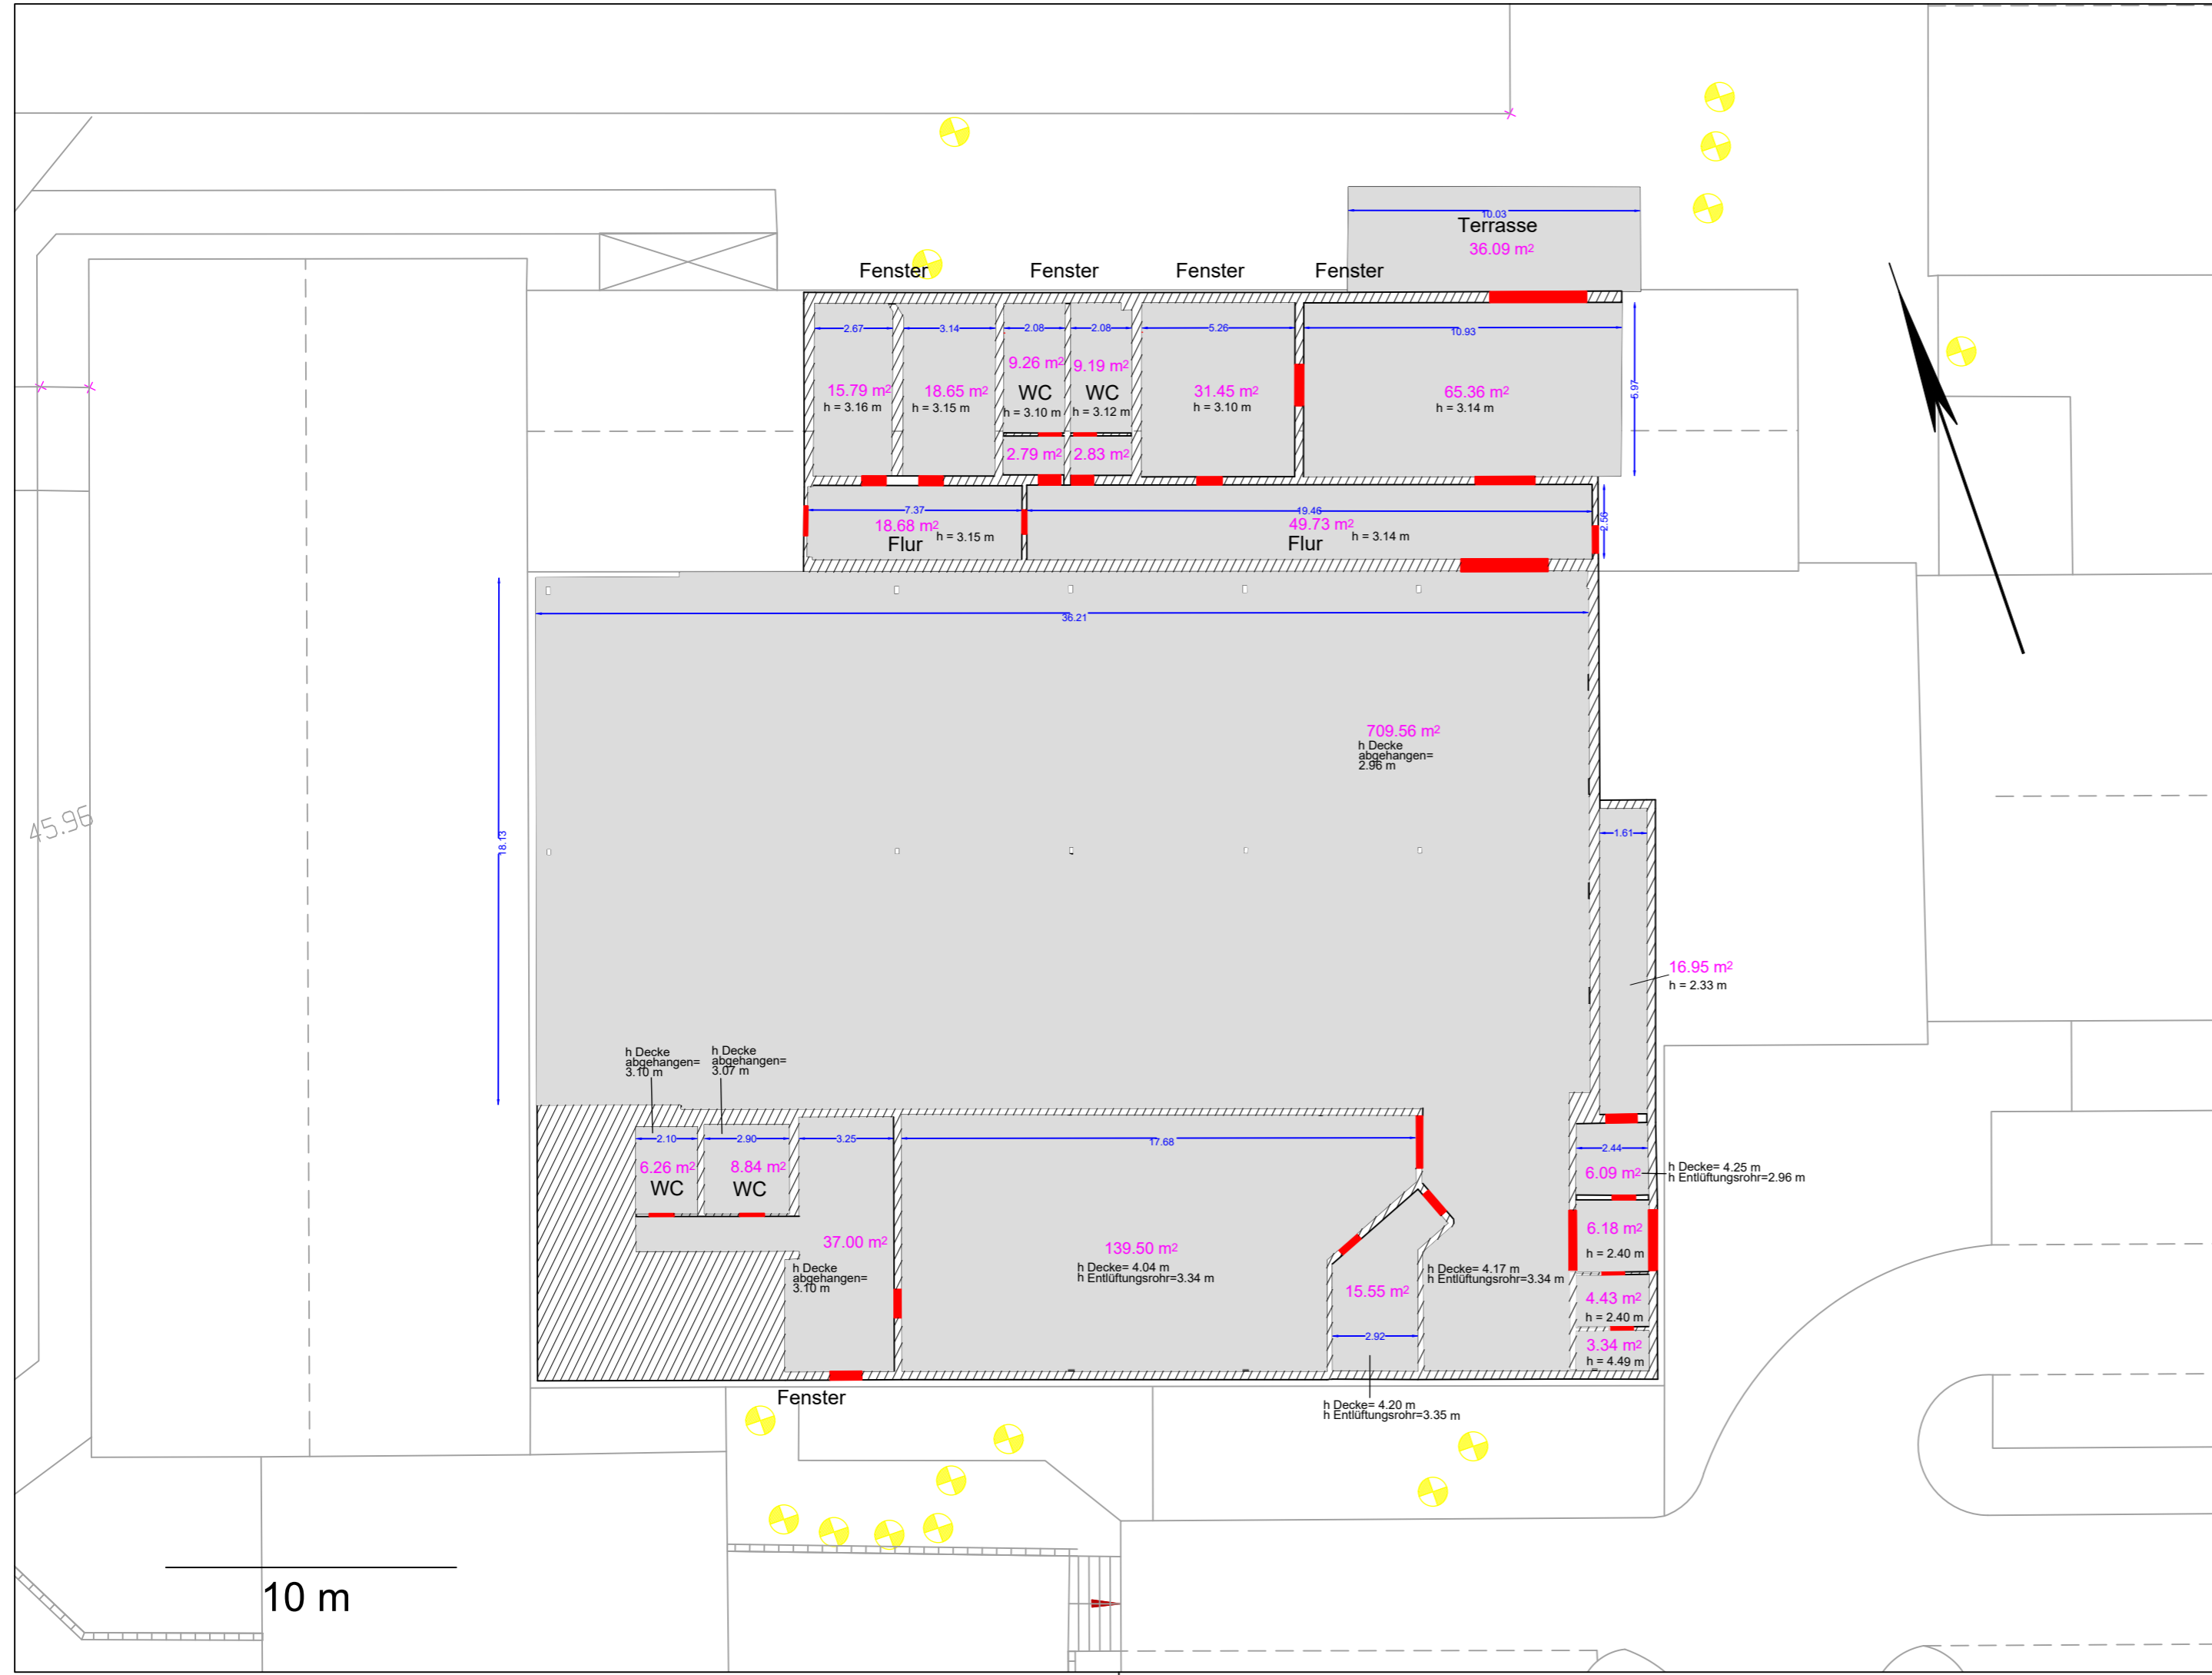 10.03
Terrasse
36.09 m²
Fenster
Fenster
Fenster
Fenster
2.67
3.14
2.08
2.08
5.26
10.93
5.97
15.79 m²
h = 3.16 m
18.65 m²
h = 3.15 m
9.26 m²
WC
h = 3.10 m
9.19 m²
WC
h = 3.12 m
31.45 m²
h = 3.10 m
65.36 m²
h = 3.14 m
2.79 m²
2.83 m²
7.37
18.68 m²
h = 3.15 m
Flur
19.46
49.73 m²
h = 3.14 m
Flur
2.56
36.21
18.13
45.96
709.56 m²
h Decke
abgehangen=
2.96 m
1.61
16.95 m²
h = 2.33 m
h Decke
abgehangen=
3.10 m
h Decke
abgehangen=
3.07 m
2.10
2.90
3.25
17.68
2.44
6.26 m²
WC
8.84 m²
WC
6.09 m²
h Decke= 4.25 m
h Entlüftungsrohr=2.96 m
37.00 m²
h Decke
abgehangen=
3.10 m
139.50 m²
h Decke= 4.04 m
h Entlüftungsrohr=3.34 m
6.18 m²
h = 2.40 m
h Decke= 4.17 m
h Entlüftungsrohr=3.34 m
15.55 m²
4.43 m²
h = 2.40 m
2.92
3.34 m²
h = 4.49 m
Fenster
h Decke= 4.20 m
h Entlüftungsrohr=3.35 m
10 m